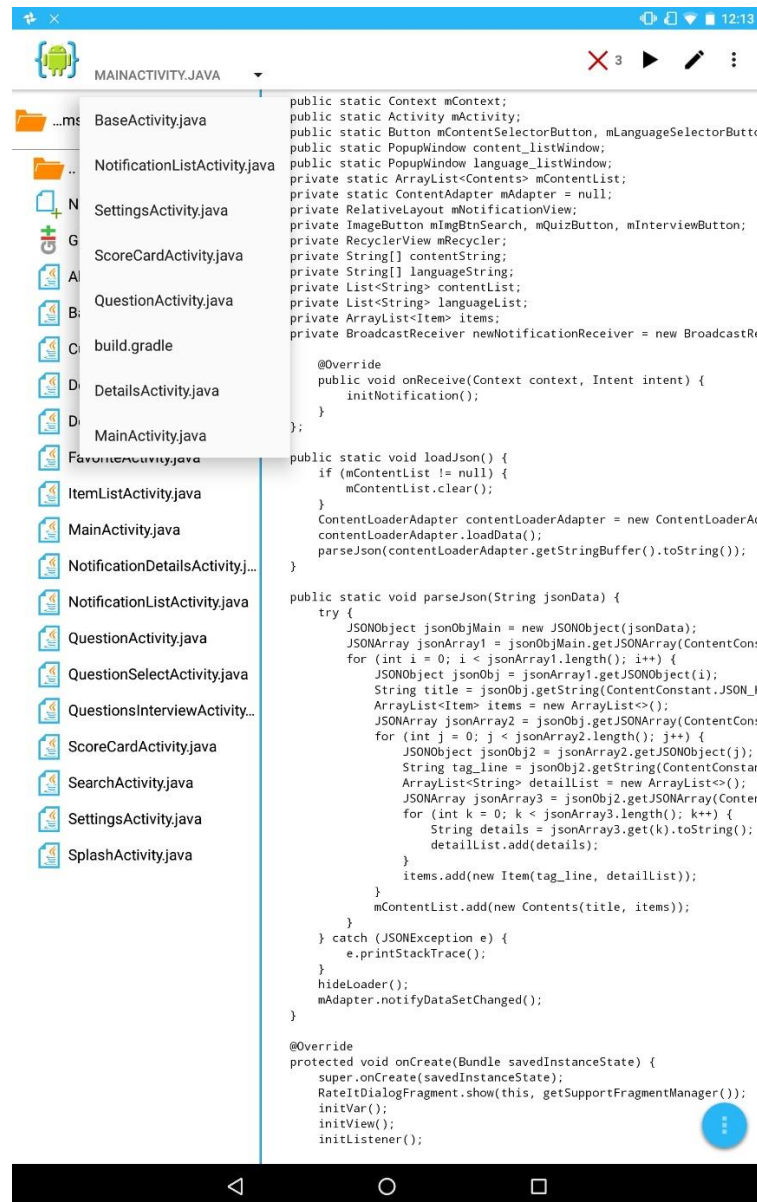 12:13
MAINACTIVITY.JAVA
3
BaseActivity.java
NotificationListActivity.java
SettingsActivity.java
ScoreCardActivity.java
QuestionActivity.java
build.gradle
DetailsActivity.java
MainActivity.java
...ms
..
N
G
Al
Ba
C
De
D
FavoriteActivity.java
ItemListActivity.java
MainActivity.java
NotificationDetailsActivity.j...
NotificationListActivity.java
QuestionActivity.java
QuestionSelectActivity.java
QuestionsInterviewActivity...
ScoreCardActivity.java
SearchActivity.java
SettingsActivity.java
SplashActivity.java
public static Context mContext;
public static Activity mActivity;
public static Button mContentSelectorButton, mLanguageSelectorButto
public static PopupWindow content_listWindow;
public static PopupWindow language_listWindow;
private static ArrayList<Contents> mContentList;
private static ContentAdapter mAdapter = null;
private RelativeLayout mNotificationView;
private ImageButton mImgBtnSearch, mQuizButton, mInterviewButton;
private RecyclerView mRecycler;
private String[] contentString;
private String[] languageString;
private List<String> contentList;
private List<String> languageList;
private ArrayList<Item> items;
private BroadcastReceiver newNotificationReceiver = new BroadcastRe
@Override
public void onReceive(Context context, Intent intent) {
initNotification();
}
};
public static void loadJson() {
if (mContentList != null) {
mContentList.clear();
}
ContentLoaderAdapter contentLoaderAdapter = new ContentLoaderAd
contentLoaderAdapter.loadData();
parseJson(contentLoaderAdapter.getStringBuffer().toString());
}
public static void parseJson(String jsonData) {
try {
JSONObject jsonObjMain = new JSONObject(jsonData);
JSONArray jsonArray1 = jsonObjMain.getJSONArray(ContentCons
for (int i = 0; i < jsonArray1.length(); i++) {
JSONObject jsonObj = jsonArray1.getJSONObject(i);
String title = jsonObj.getString(ContentConstant.JSON_
ArrayList<Item> items = new ArrayList<>();
JSONArray jsonArray2 = jsonObj.getJSONArray(ContentCons
for (int j = 0; j < jsonArray2.length(); j++) {
JSONObject jsonObj2 = jsonArray2.getJSONObject(j);
String tag_line = jsonObj2.getString(ContentConstan
ArrayList<String> detailList = new ArrayList<>();
JSONArray jsonArray3 = jsonObj2.getJSONArray(Conten
for (int k = 0; k < jsonArray3.length(); k++) {
String details = jsonArray3.get(k).toString();
detailList.add(details);
}
items.add(new Item(tag_line, detailList));
}
mContentList.add(new Contents(title, items));
}
} catch (JSONException e) {
e.printStackTrace();
}
hideLoader();
mAdapter.notifyDataSetChanged();
}
@Override
protected void onCreate(Bundle savedInstanceState) {
super.onCreate(savedInstanceState);
RateItDialogFragment.show(this, getSupportFragmentManager());
initVar();
initView();
initListener();